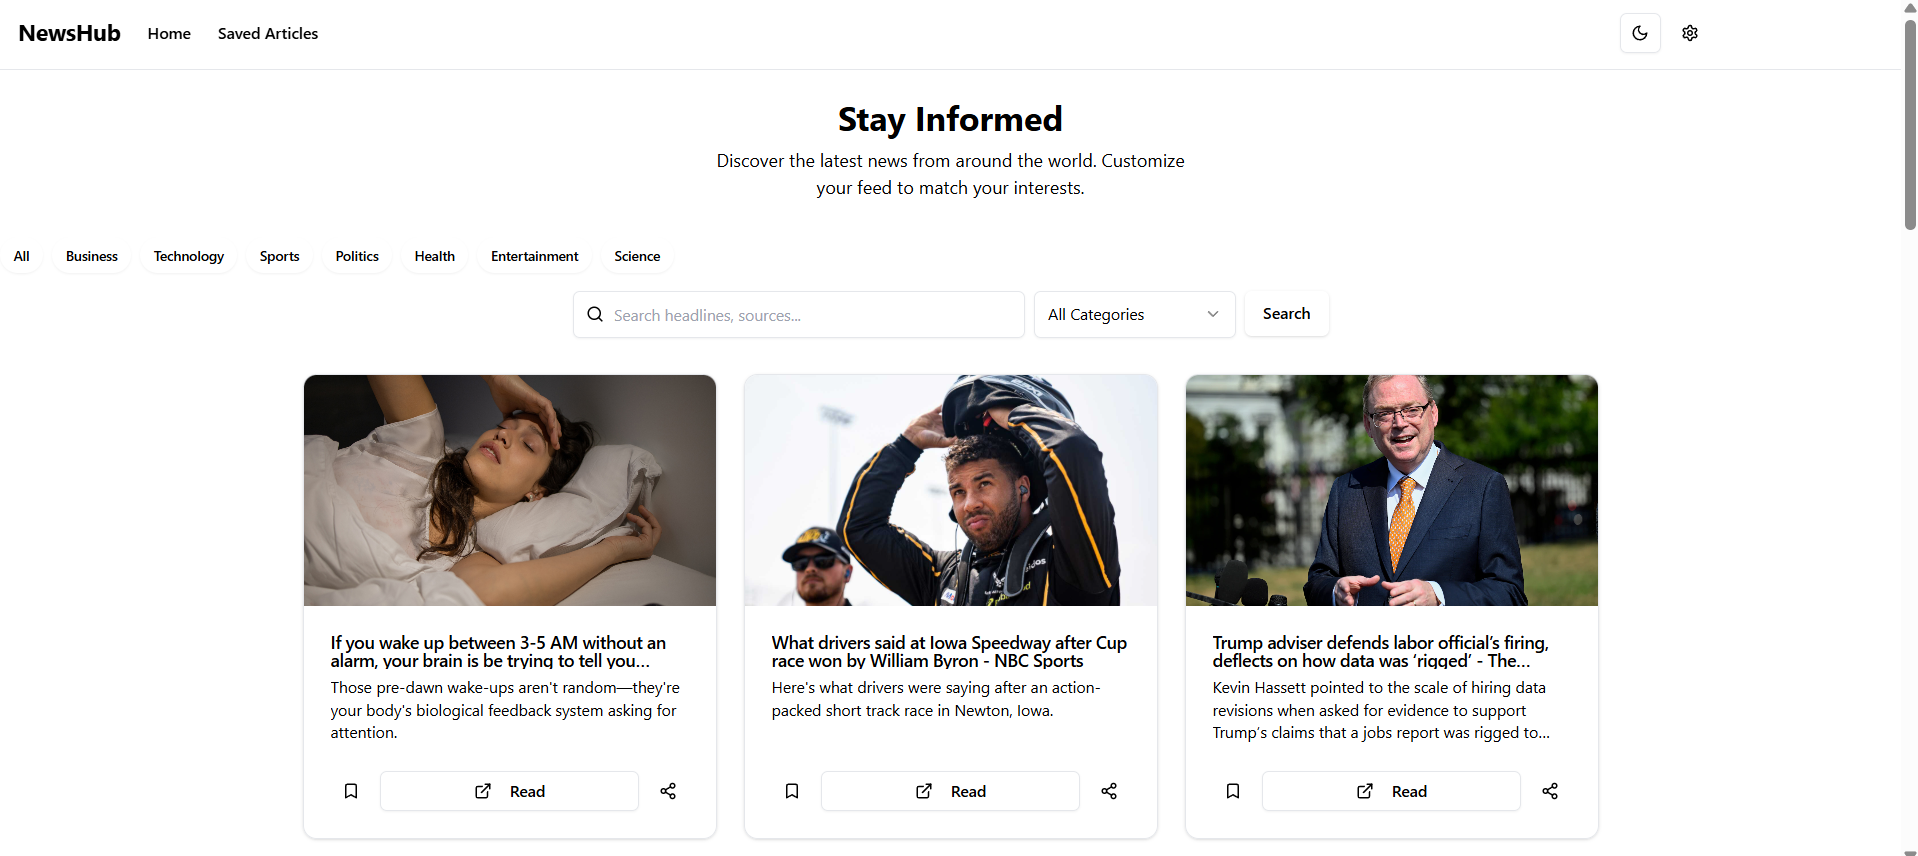 NewsHub Home Saved Articles
Stay Informed
Discover the latest news from around the world. Customize
your feed to match your interests.
All Business Technology Sports Politics Health Entertainment Science
Search headlines, sources... All Categories Search
If you wake up between 3-5 AM without an
alarm, your brain is be trying to tell you...
Those pre-dawn wake-ups aren't random—they're
your body's biological feedback system asking for
attention.
Read
What drivers said at Iowa Speedway after Cup
race won by William Byron - NBC Sports
Here's what drivers were saying after an action-
packed short track race in Newton, Iowa.
Read
Trump adviser defends labor official’s firing,
deflects on how data was ‘rigged’ - The...
Kevin Hassett pointed to the scale of hiring data
revisions when asked for evidence to support
Trump’s claims that a jobs report was rigged to...
Read